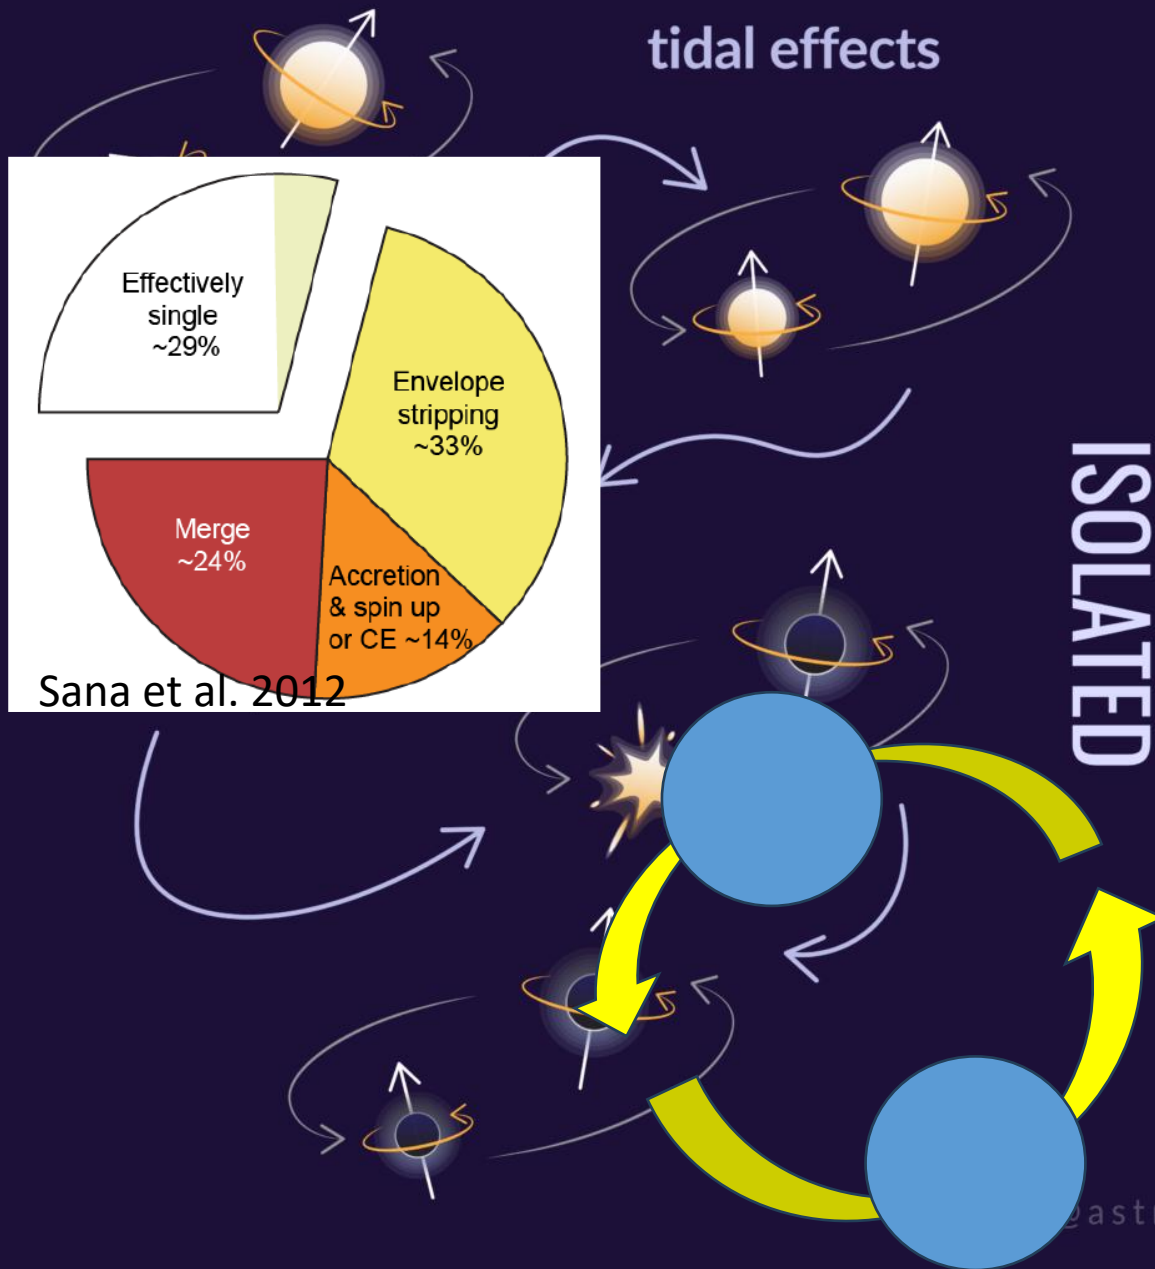 tidal effects
Effectively
single
~29%
Envelope
stripping
~33%
Merge
~24%
Accretion
& spin up
or CE ~14%
Sana et al. 2012
ISOLATED
@astr